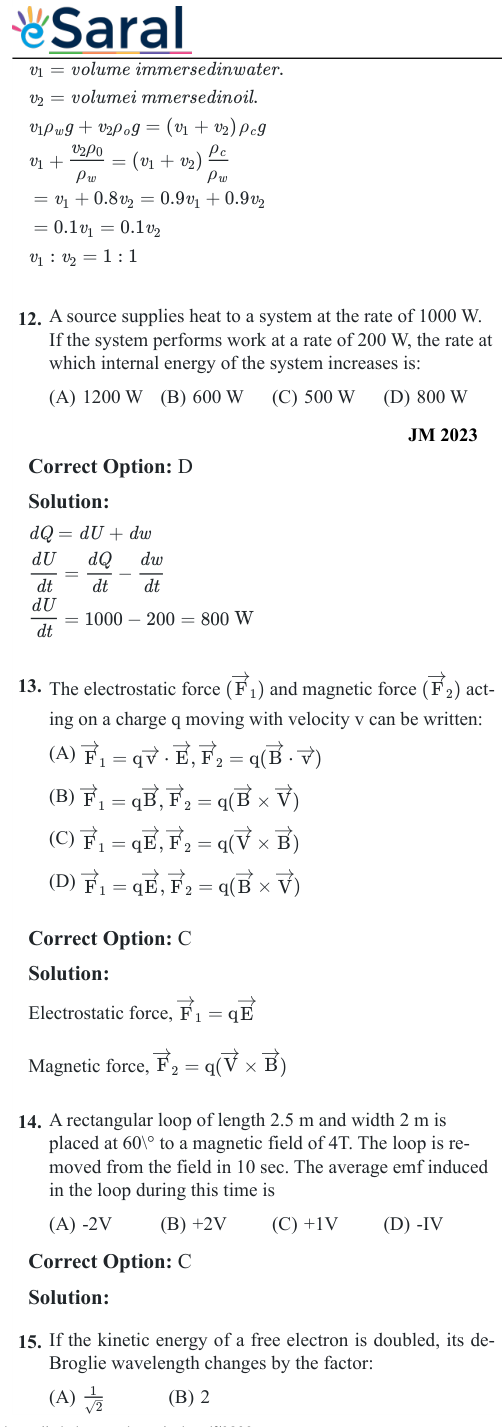 eSaral
v₁ = volume immersedinwater.
v₂ = volumei mmersedinoil.
v₁ρ_w g + v₂ρ_o g = (v₁ + v₂) ρ_c g
v₁ + v₂ρ₀/ρ_w = (v₁ + v₂) ρ_c/ρ_w
= v₁ + 0.8v₂ = 0.9v₁ + 0.9v₂
= 0.1v₁ = 0.1v₂
v₁ : v₂ = 1 : 1
12. A source supplies heat to a system at the rate of 1000 W.
If the system performs work at a rate of 200 W, the rate at
which internal energy of the system increases is:
(A) 1200 W (B) 600 W (C) 500 W (D) 800 W
JM 2023
Correct Option: D
Solution:
dQ = dU + dw
dU/dt = dQ/dt − dw/dt
dU/dt = 1000 − 200 = 800 W
13. The electrostatic force (F⃗₁) and magnetic force (F⃗₂) act-
ing on a charge q moving with velocity v can be written:
(A) F⃗₁ = qv⃗ · E⃗, F⃗₂ = q(B⃗ · v⃗)
(B) F⃗₁ = qB⃗, F⃗₂ = q(B⃗ × V⃗)
(C) F⃗₁ = qE⃗, F⃗₂ = q(V⃗ × B⃗)
(D) F⃗₁ = qE⃗, F⃗₂ = q(B⃗ × V⃗)
Correct Option: C
Solution:
Electrostatic force, F⃗₁ = qE⃗
Magnetic force, F⃗₂ = q(V⃗ × B⃗)
14. A rectangular loop of length 2.5 m and width 2 m is
placed at 60\° to a magnetic field of 4T. The loop is re-
moved from the field in 10 sec. The average emf induced
in the loop during this time is
(A) -2V (B) +2V (C) +1V (D) -IV
Correct Option: C
Solution:
15. If the kinetic energy of a free electron is doubled, its de-
Broglie wavelength changes by the factor:
(A) 1/√2 (B) 2